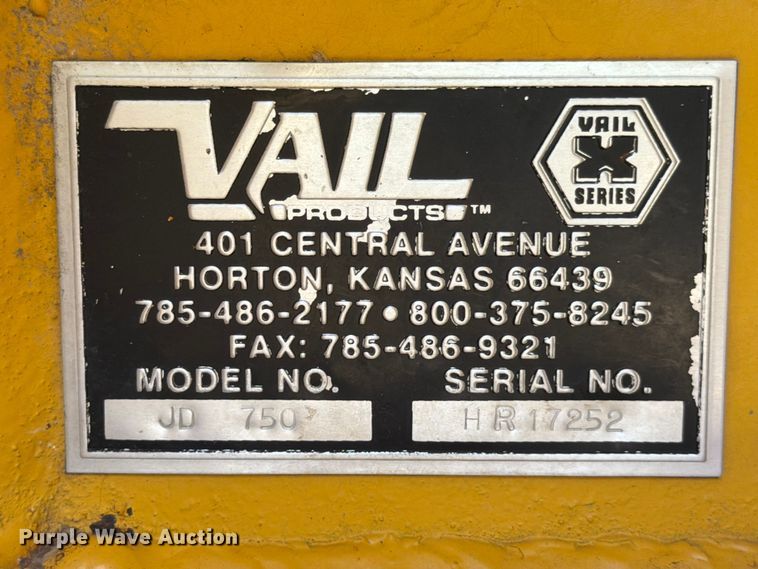 VAIL
PRODUCTS™
VAIL
X
SERIES
401 CENTRAL AVENUE
HORTON, KANSAS 66439
785-486-2177 • 800-375-8245
FAX: 785-486-9321
MODEL NO. SERIAL NO.
JD 750 HR17252
Purple Wave Auction